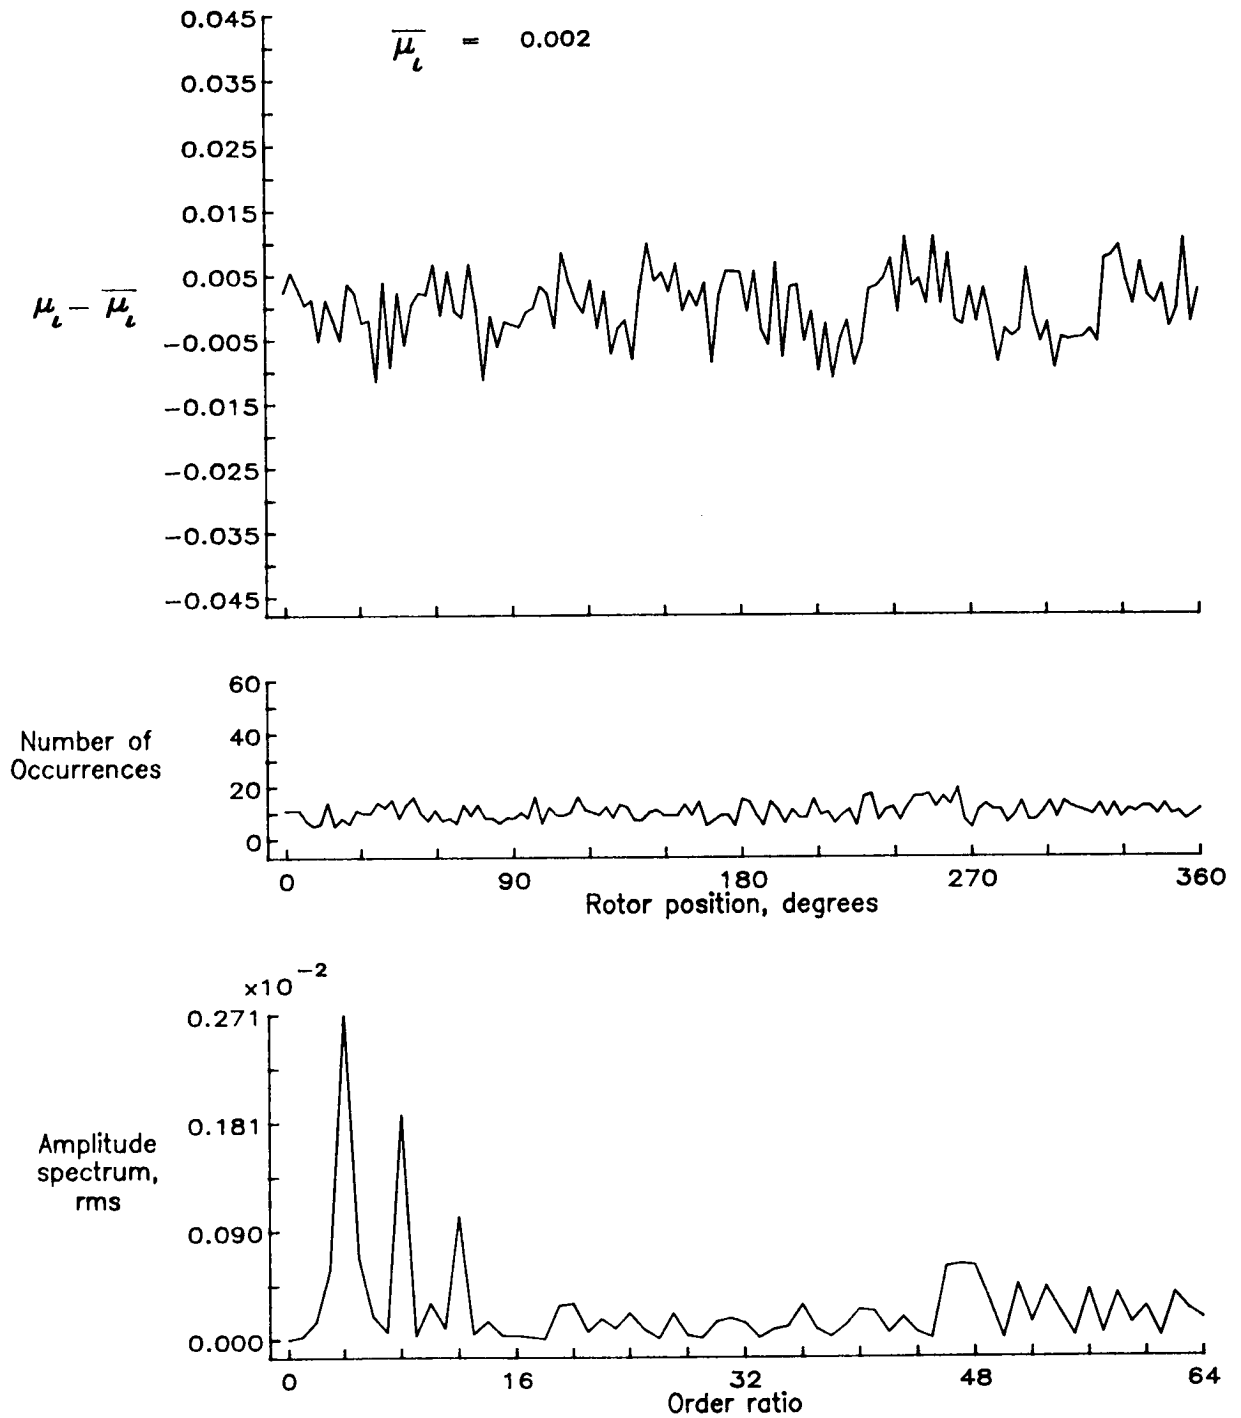 0.045
μ̅ι = 0.002
0.035
0.025
0.015
0.005
μι – μ̅ι
−0.005
−0.015
−0.025
−0.035
−0.045
60
Number of
Occurrences
40
20
0
0 90 180 270 360
Rotor position, degrees
×10⁻²
0.271
Amplitude
spectrum,
rms
0.181
0.090
0.000
0 16 32 48 64
Order ratio